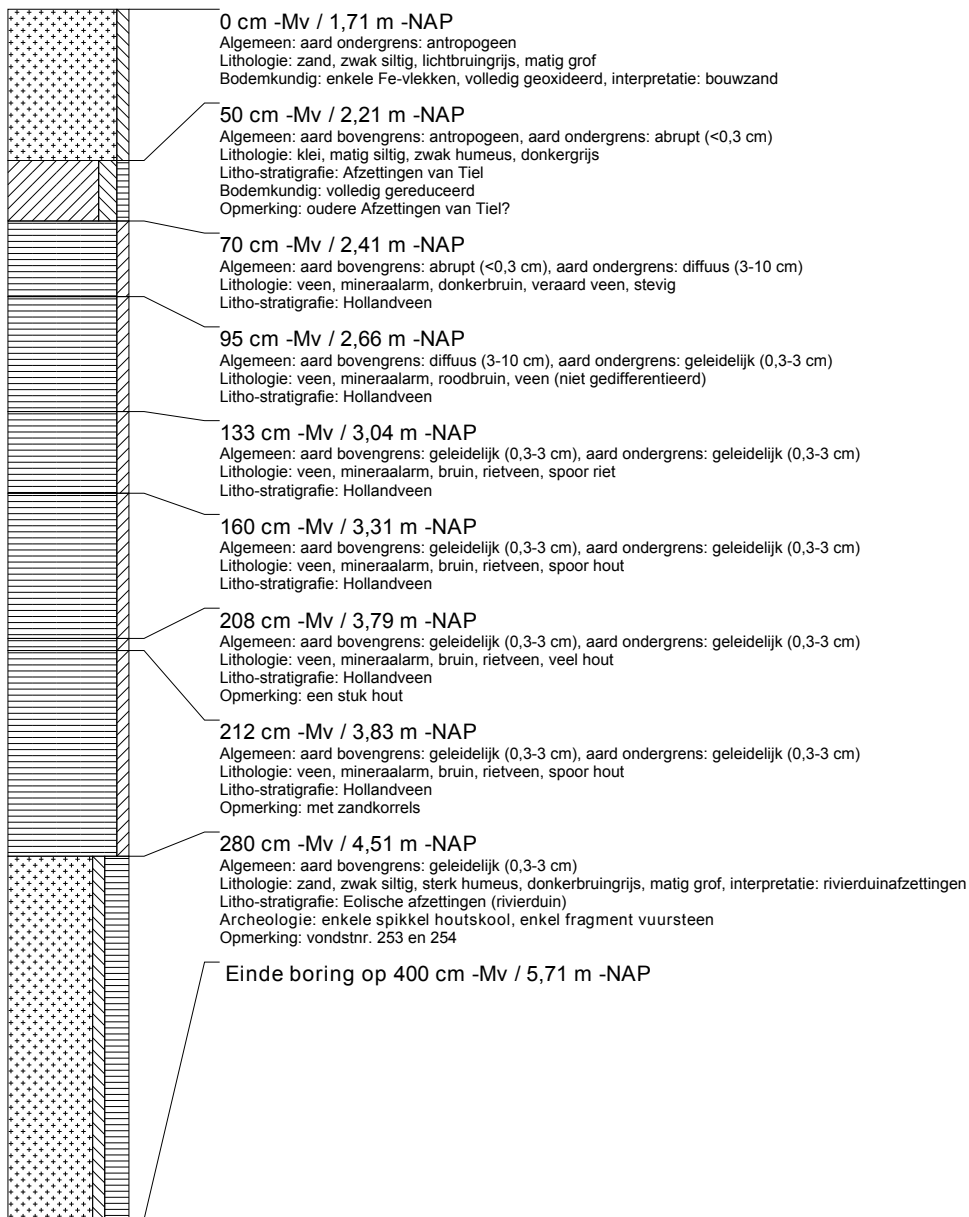 0 cm -Mv / 1,71 m -NAP
Algemeen: aard ondergrens: antropogeen
Lithologie: zand, zwak siltig, lichtbruingrijs, matig grof
Bodemkundig: enkele Fe-vlekken, volledig geoxideerd, interpretatie: bouwzand
50 cm -Mv / 2,21 m -NAP
Algemeen: aard bovengrens: antropogeen, aard ondergrens: abrupt (<0,3 cm)
Lithologie: klei, matig siltig, zwak humeus, donkergrijs
Litho-stratigrafie: Afzettingen van Tiel
Bodemkundig: volledig gereduceerd
Opmerking: oudere Afzettingen van Tiel?
70 cm -Mv / 2,41 m -NAP
Algemeen: aard bovengrens: abrupt (<0,3 cm), aard ondergrens: diffuus (3-10 cm)
Lithologie: veen, mineraalarm, donkerbruin, veraard veen, stevig
Litho-stratigrafie: Hollandveen
95 cm -Mv / 2,66 m -NAP
Algemeen: aard bovengrens: diffuus (3-10 cm), aard ondergrens: geleidelijk (0,3-3 cm)
Lithologie: veen, mineraalarm, roodbruin, veen (niet gedifferentieerd)
Litho-stratigrafie: Hollandveen
133 cm -Mv / 3,04 m -NAP
Algemeen: aard bovengrens: geleidelijk (0,3-3 cm), aard ondergrens: geleidelijk (0,3-3 cm)
Lithologie: veen, mineraalarm, bruin, rietveen, spoor riet
Litho-stratigrafie: Hollandveen
160 cm -Mv / 3,31 m -NAP
Algemeen: aard bovengrens: geleidelijk (0,3-3 cm), aard ondergrens: geleidelijk (0,3-3 cm)
Lithologie: veen, mineraalarm, bruin, rietveen, spoor hout
Litho-stratigrafie: Hollandveen
208 cm -Mv / 3,79 m -NAP
Algemeen: aard bovengrens: geleidelijk (0,3-3 cm), aard ondergrens: geleidelijk (0,3-3 cm)
Lithologie: veen, mineraalarm, bruin, rietveen, veel hout
Litho-stratigrafie: Hollandveen
Opmerking: een stuk hout
212 cm -Mv / 3,83 m -NAP
Algemeen: aard bovengrens: geleidelijk (0,3-3 cm), aard ondergrens: geleidelijk (0,3-3 cm)
Lithologie: veen, mineraalarm, bruin, rietveen, spoor hout
Litho-stratigrafie: Hollandveen
Opmerking: met zandkorrels
280 cm -Mv / 4,51 m -NAP
Algemeen: aard bovengrens: geleidelijk (0,3-3 cm)
Lithologie: zand, zwak siltig, sterk humeus, donkerbruingrijs, matig grof, interpretatie: rivierduinafzettingen
Litho-stratigrafie: Eolische afzettingen (rivierduin)
Archeologie: enkele spikkel houtskool, enkel fragment vuursteen
Opmerking: vondstnr. 253 en 254
Einde boring op 400 cm -Mv / 5,71 m -NAP